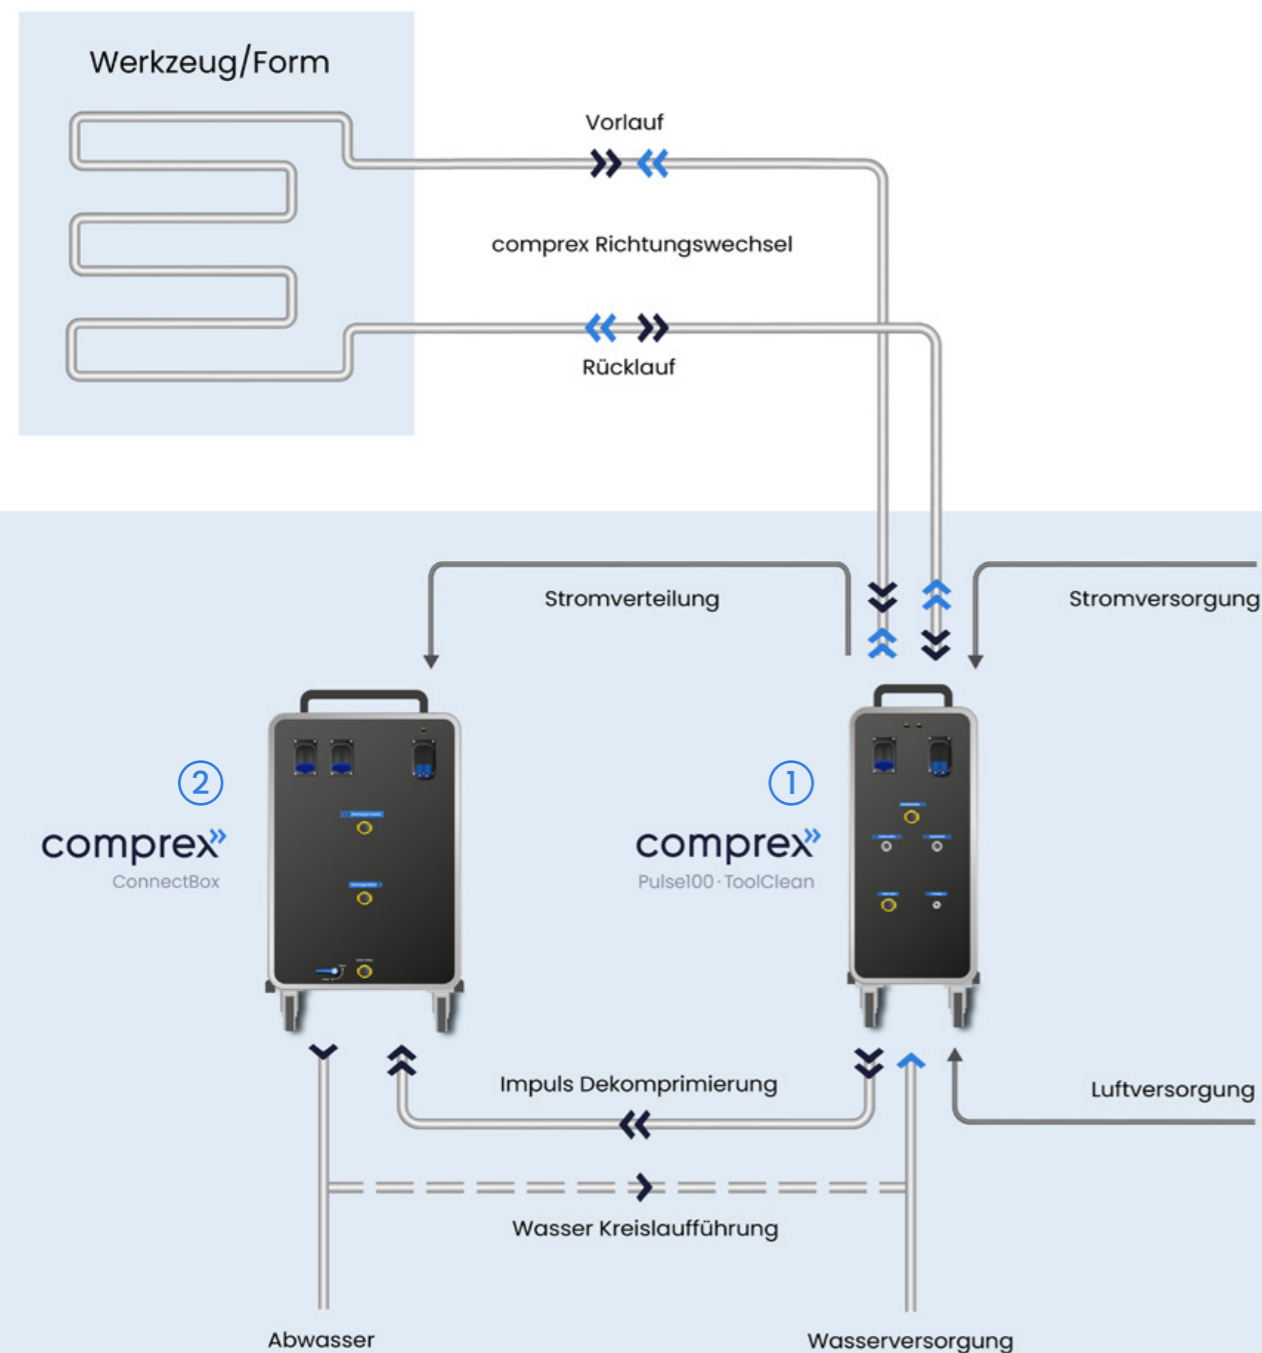 Werkzeug/Form
Vorlauf
comprex Richtungswechsel
Rücklauf
Stromverteilung
Stromversorgung
2
comprex
ConnectBox
1
comprex
Pulse100 · ToolClean
Impuls Dekomprimierung
Luftversorgung
Wasser Kreislaufführung
Abwasser
Wasserversorgung